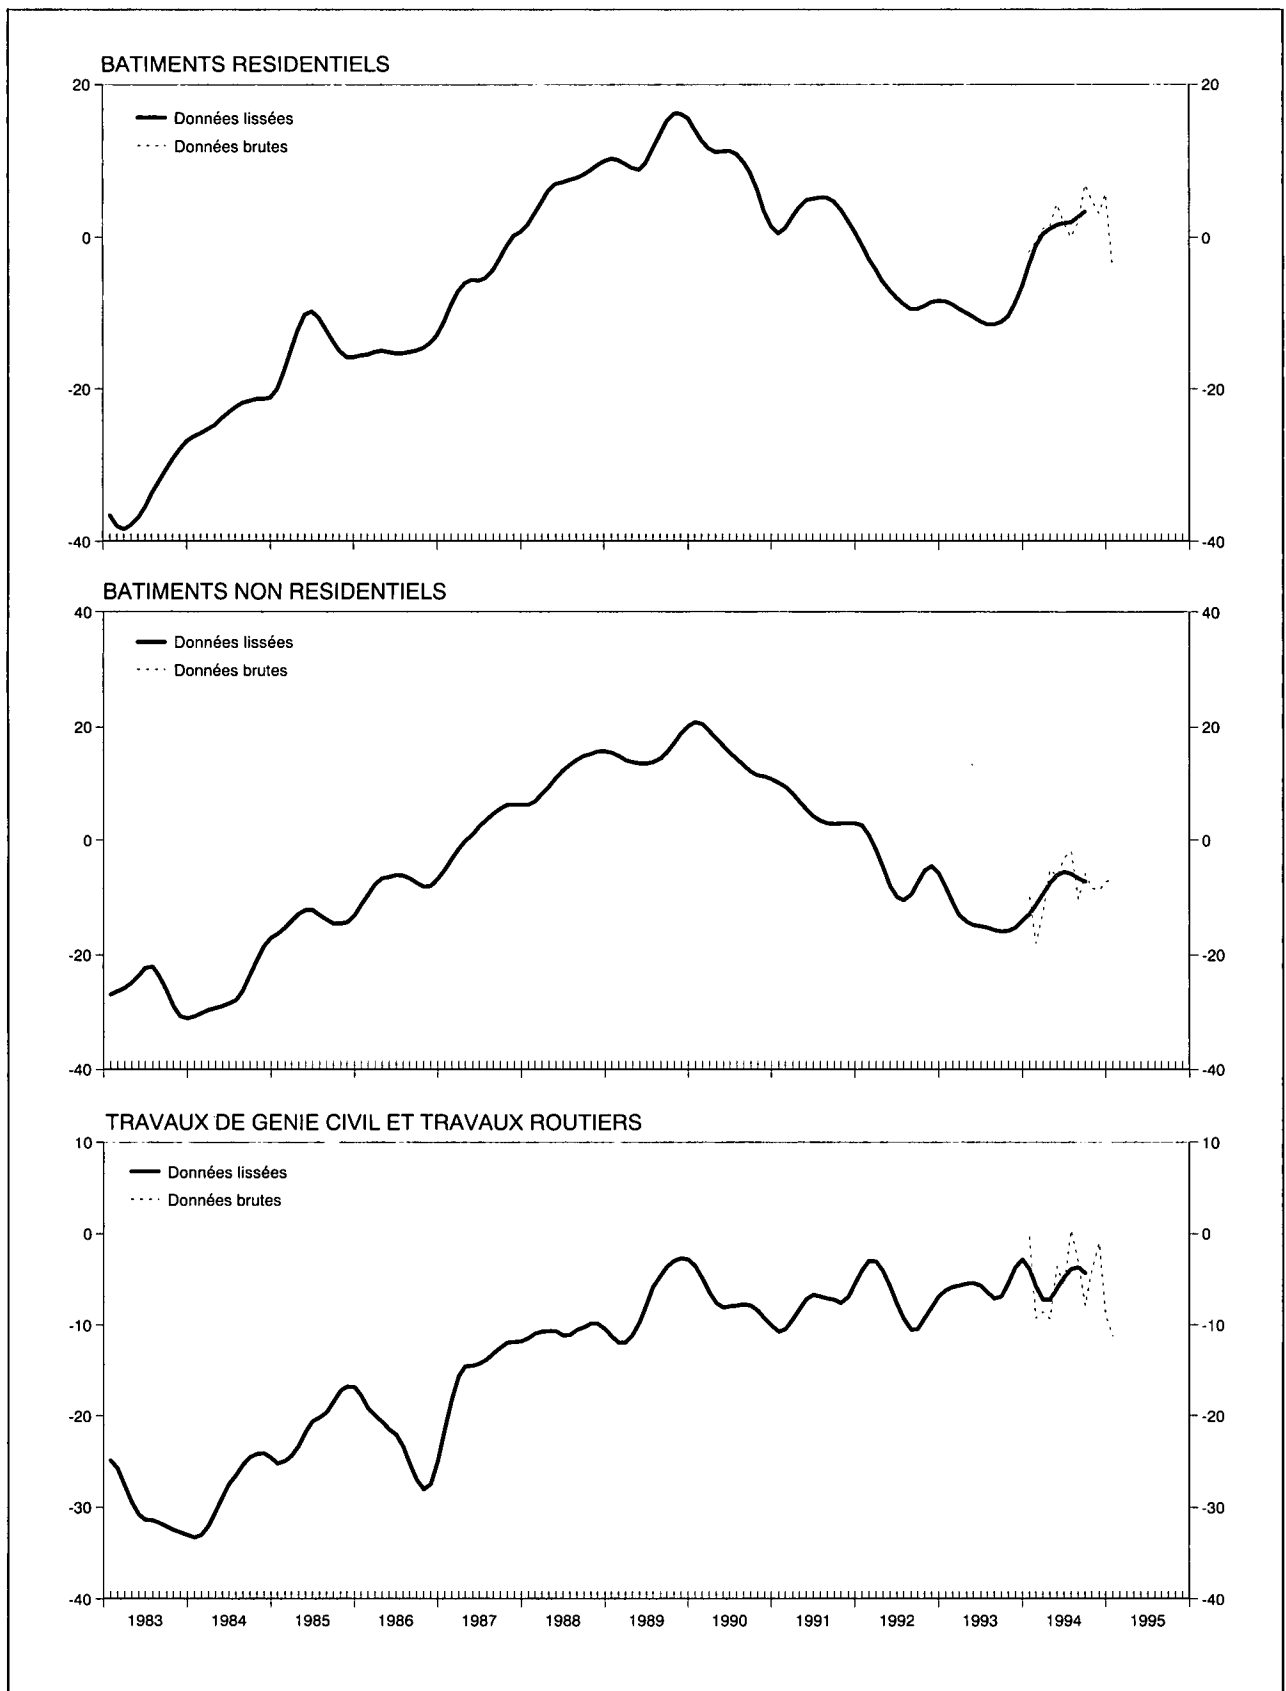 BATIMENTS RESIDENTIELS
20 20
Données lissées
Données brutes
0 0
-20 -20
-40 -40
BATIMENTS NON RESIDENTIELS
40 40
Données lissées
Données brutes
20 20
0 0
-20 -20
-40 -40
TRAVAUX DE GENIE CIVIL ET TRAVAUX ROUTIERS
10 10
Données lissées
Données brutes
0 0
-10 -10
-20 -20
-30 -30
-40 -40
1983 1984 1985 1986 1987 1988 1989 1990 1991 1992 1993 1994 1995